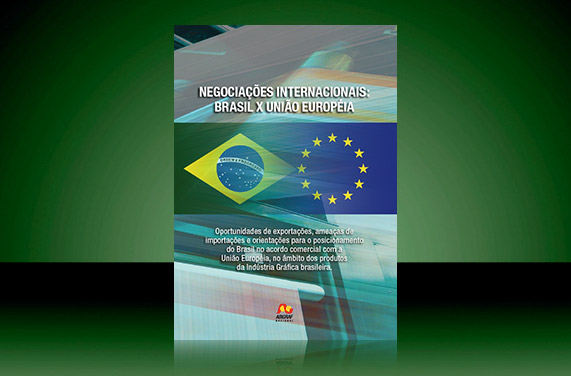 NEGOCIAÇÕES INTERNACIONAIS:
BRASIL X UNIÃO EUROPÉIA
Oportunidades de exportações, ameaças de
importações e orientações para o posicionamento
do Brasil no acordo comercial com a
União Européia, no âmbito dos produtos
da Indústria Gráfica brasileira.
ABIGRAF
NACIONAL